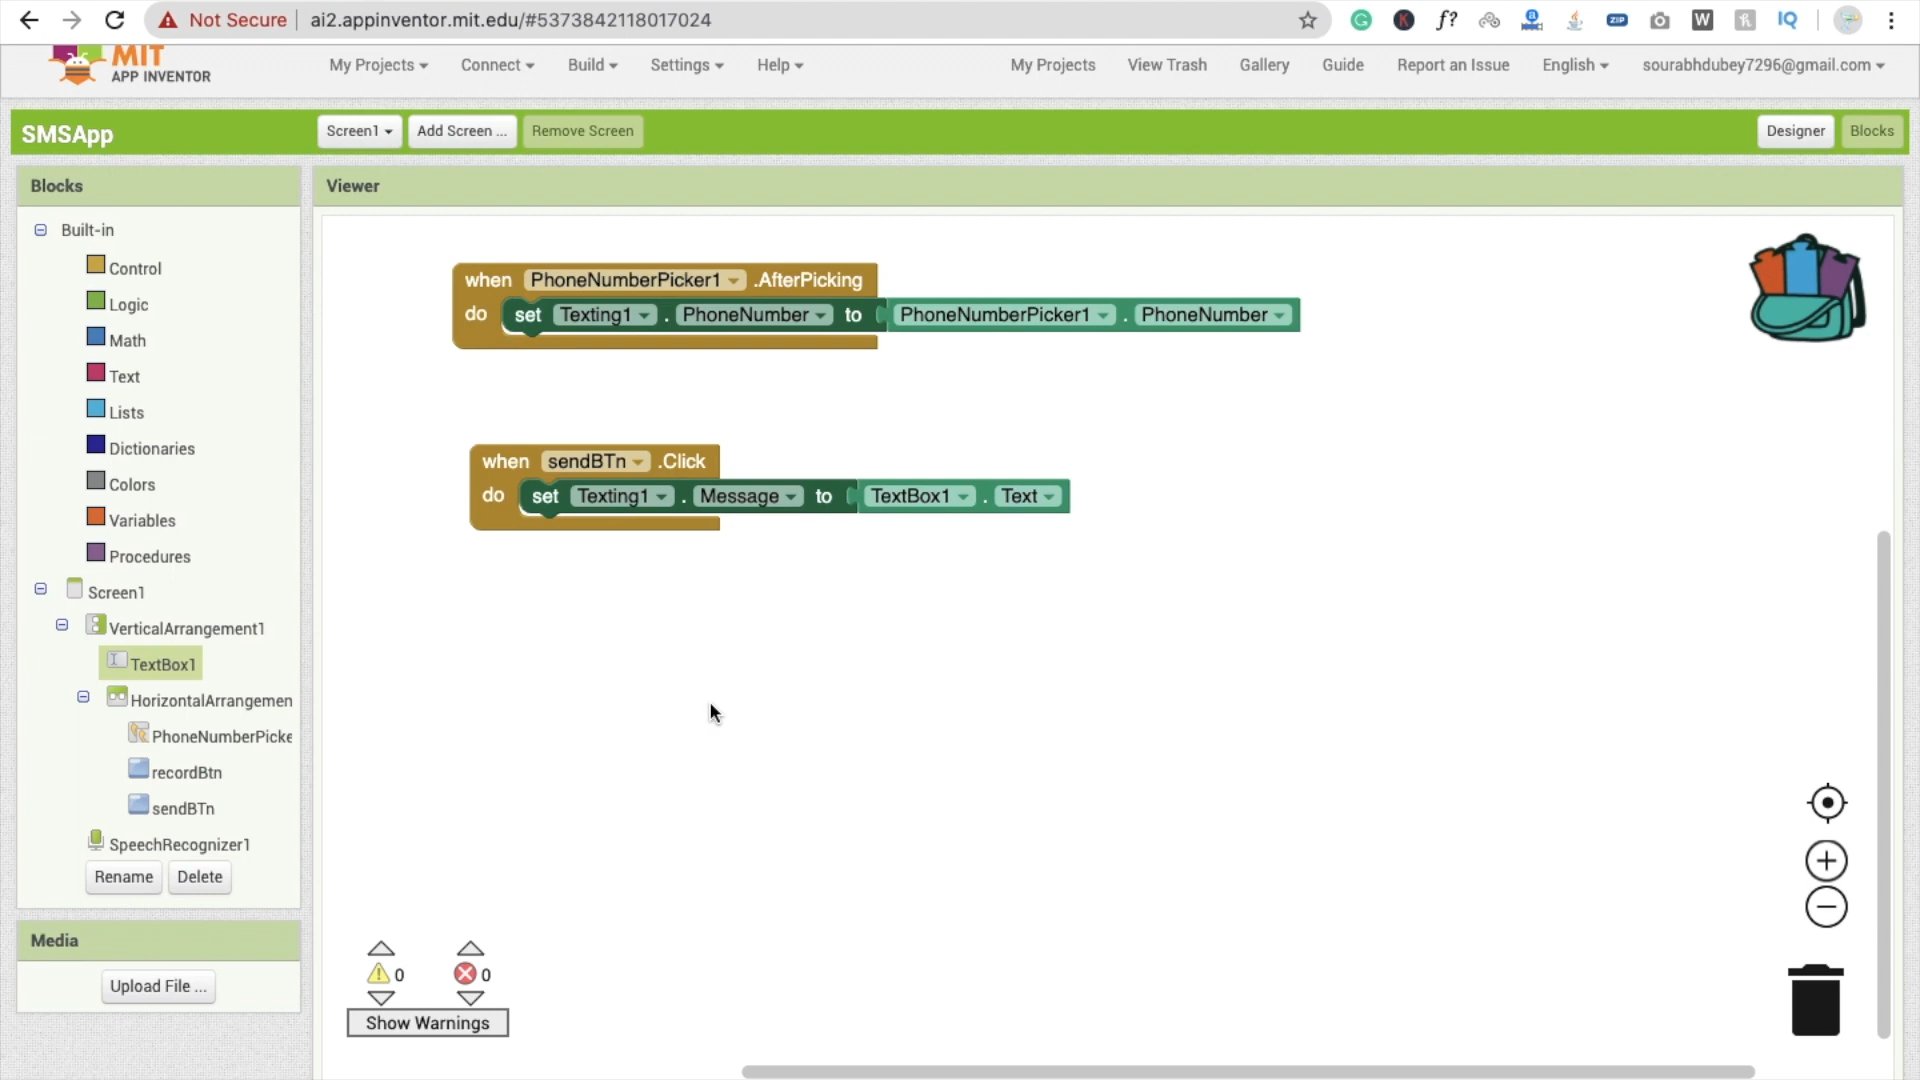 Not Secure | ai2.appinventor.mit.edu/#5373842118017024
f?
ZIP
W
IQ
MIT
APP INVENTOR
My Projects Connect Build Settings Help My Projects View Trash Gallery Guide Report an Issue English sourabhdubey7296@gmail.com
SMSApp Screen1 Add Screen ... Remove Screen Designer Blocks
Blocks
Viewer
Built-in
Control
Logic
Math
Text
Lists
Dictionaries
Colors
Variables
Procedures
Screen1
VerticalArrangement1
TextBox1
HorizontalArrangemen
PhoneNumberPicke
recordBtn
sendBTn
SpeechRecognizer1
Rename Delete
Media
Upload File ...
when PhoneNumberPicker1 .AfterPicking
do set Texting1 . PhoneNumber to PhoneNumberPicker1 . PhoneNumber
when sendBTn .Click
do set Texting1 . Message to TextBox1 . Text
0 0
Show Warnings